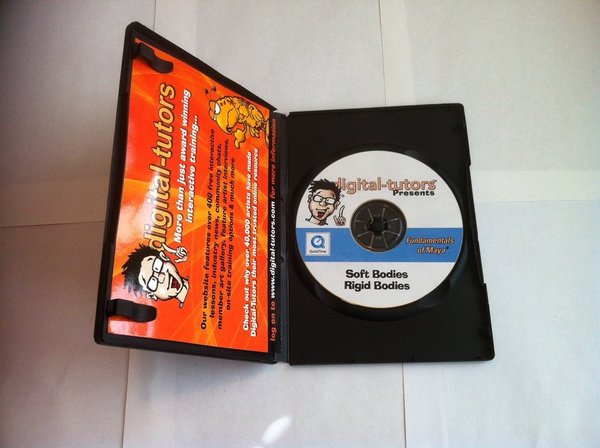 digital-tutors
More than just award winning
interactive training...
Our website features over 400 free interactive
lessons, industry news, community chats,
member art gallery, feature artist interviews,
on-site training options & much more
Check out why over 40,000 artists have made
Digital-Tutors their most trusted online resource
log on to www.digital-tutors.com for more information
digital-tutors
Presents
QuickTime
Fundamentals
of Maya
Soft Bodies
Rigid Bodies